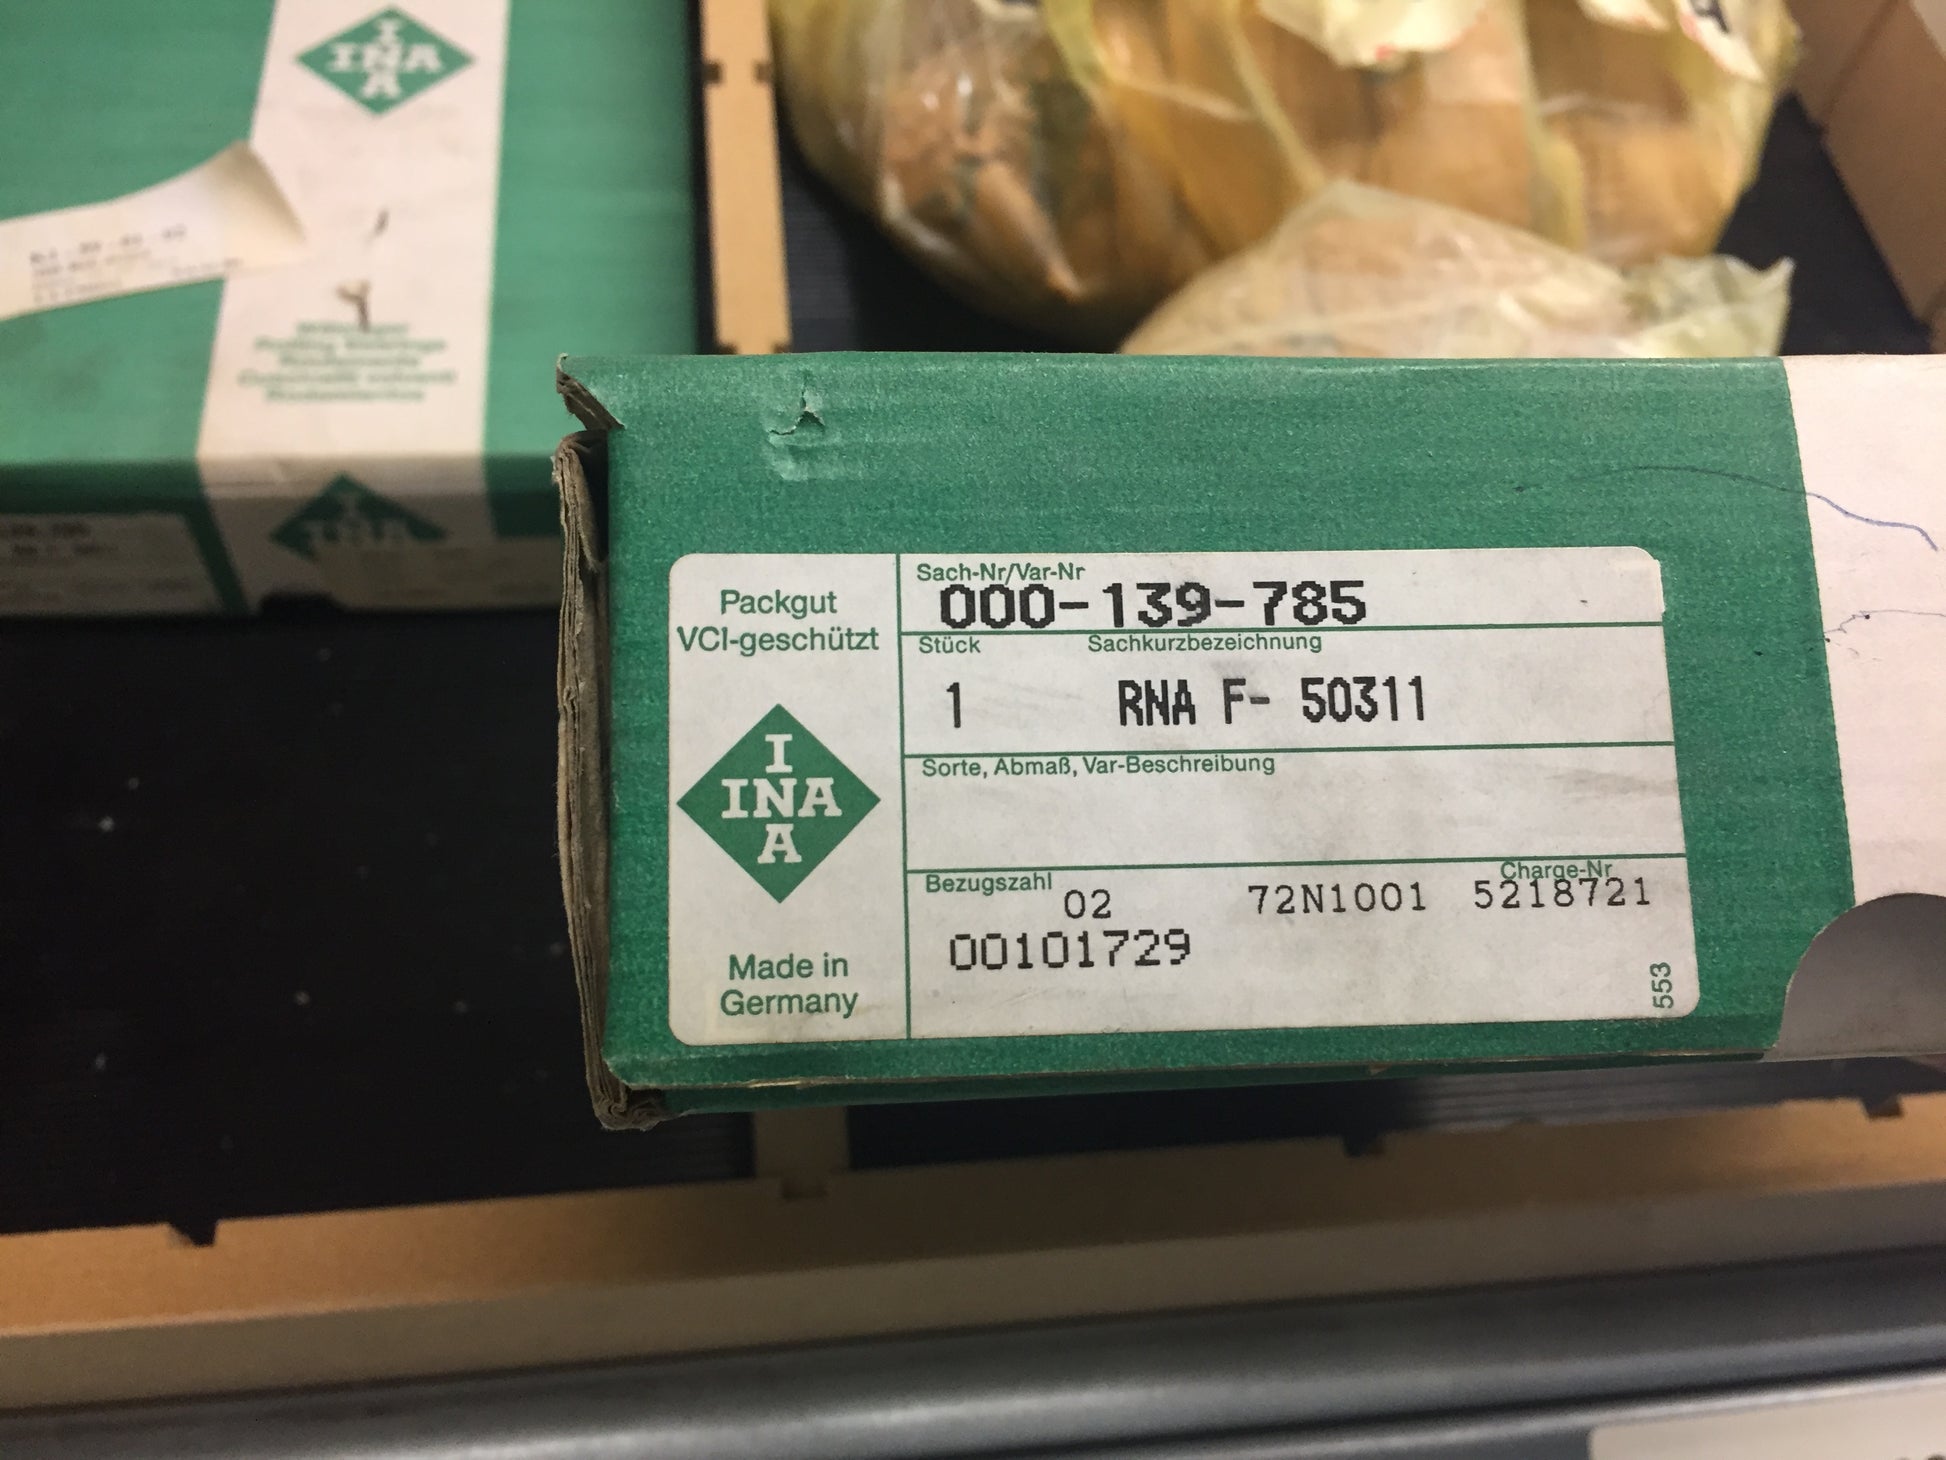 I
INA
A
Packgut
VCI-geschützt
I
INA
A
Made in
Germany
Sach-Nr/Var-Nr
000-139-785
Stück Sachkurzbezeichnung
1 RNA F- 50311
Sorte, Abmaß, Var-Beschreibung
Bezugszahl Charge-Nr
02 72N1001 5218721
00101729
553